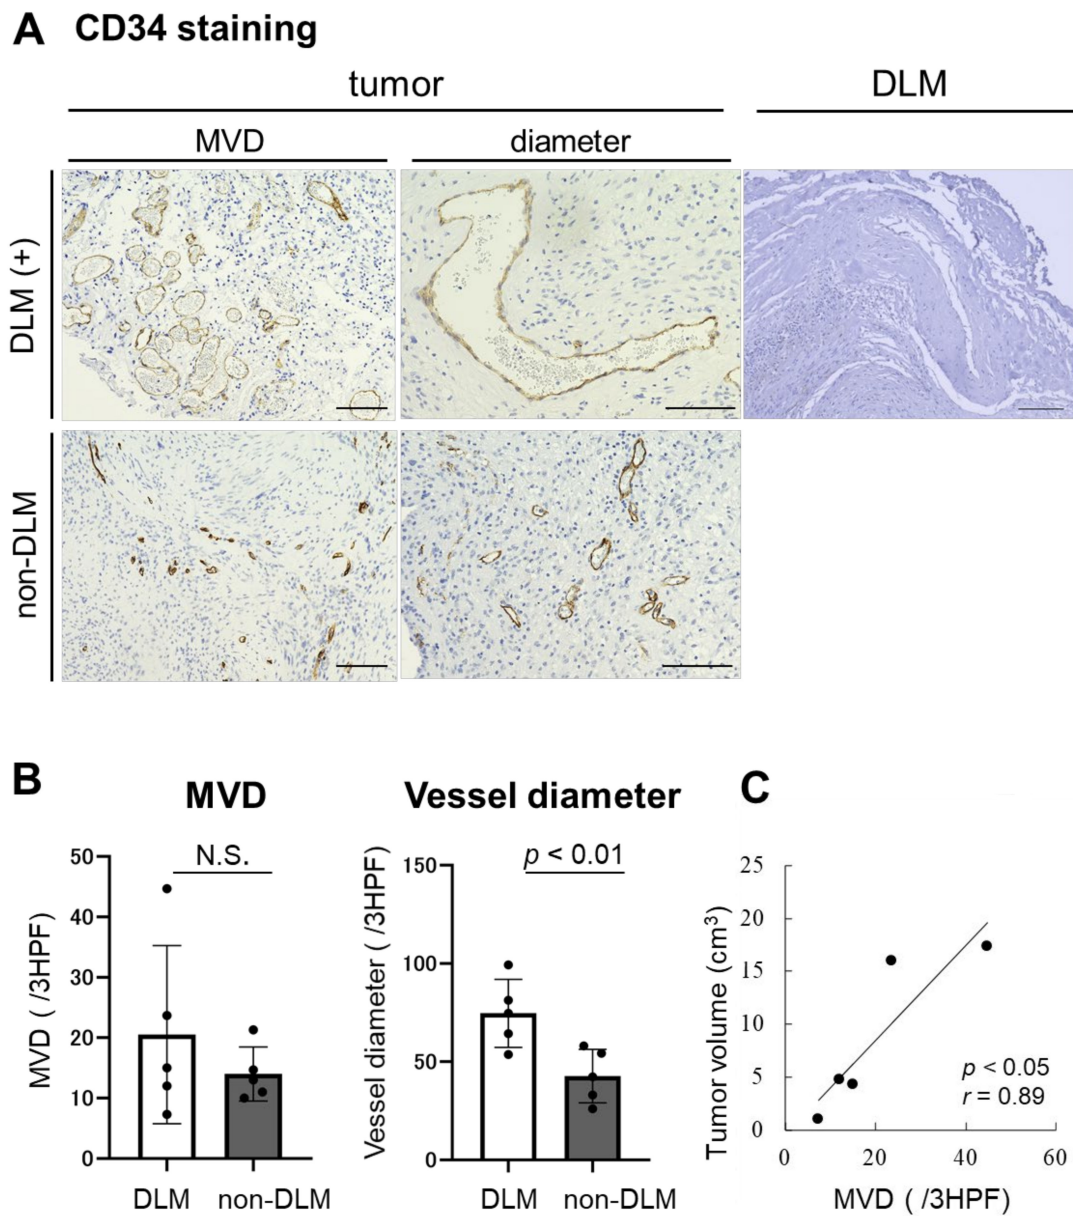 A CD34 staining
tumor DLM
MVD diameter
DLM (+)
non-DLM
B MVD Vessel diameter C
MVD ( /3HPF)
50
40
30
20
10
0
N.S.
DLM non-DLM
Vessel diameter ( /3HPF)
150
100
50
0
p < 0.01
DLM non-DLM
Tumor volume (cm³)
25
20
15
10
5
0
p < 0.05
r = 0.89
0 20 40 60
MVD ( /3HPF)